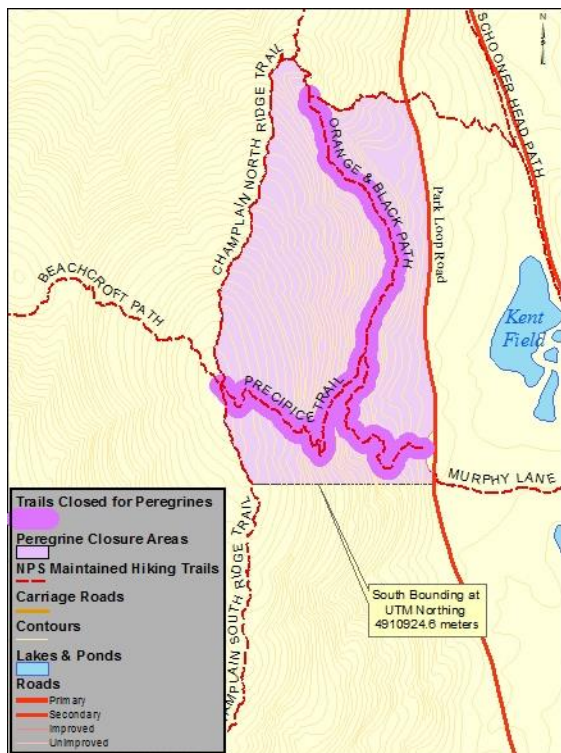 N
SCHOONER HEAD PATH
CHAMPLAIN NORTH RIDGE TRAIL
ORANGE & BLACK PATH
Park Loop Road
BEACHCROFT PATH
Kent
Field
PRECIPICE TRAIL
MURPHY LANE
AMPLAIN SOUTH RIDGE TRAIL
South Bounding at
UTM Northing
4910924.6 meters
Trails Closed for Peregrines
Peregrine Closure Areas
NPS Maintained Hiking Trails
Carriage Roads
Contours
Lakes & Ponds
Roads
Primary
Secondary
Improved
Unimproved